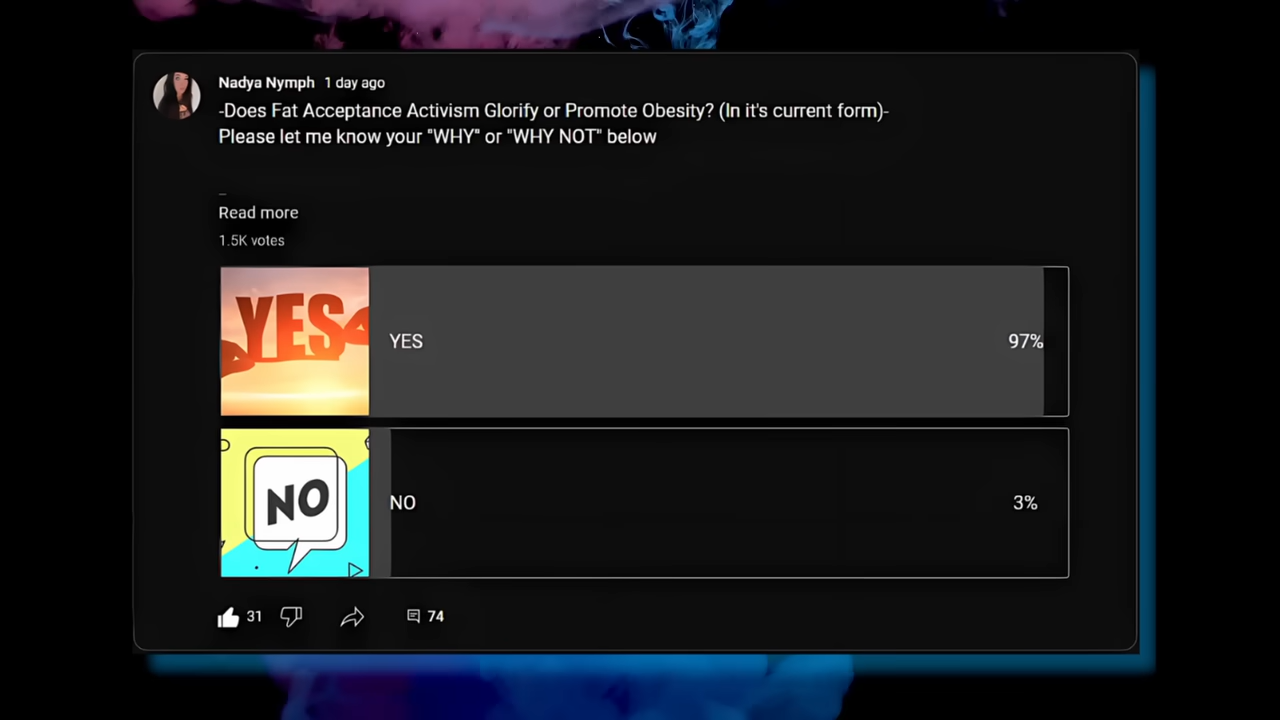 Nadya Nymph 1 day ago
-Does Fat Acceptance Activism Glorify or Promote Obesity? (In it's current form)-
Please let me know your "WHY" or "WHY NOT" below
_
Read more
1.5K votes
YES
YES 97%
NO
NO 3%
31 74